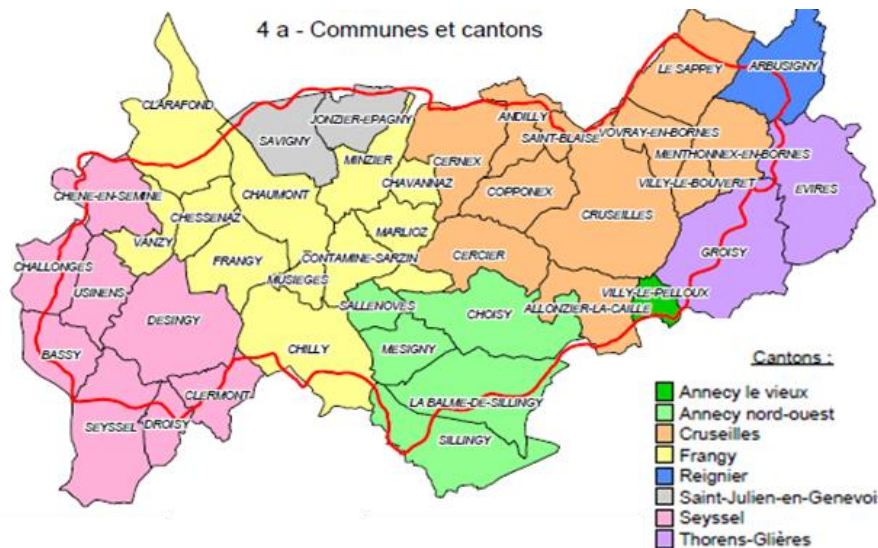 4 a - Communes et cantons
LE SAPPEY
ARBUSIGNY
CLARAFOND
JONZIER-EPAGNY
ANDILLY
SAVIGNY
SAINT-BLAISE
VOVRAY-EN-BORNES
MINZIER
CERNEX
MENTHONNEX-EN-BORNES
CHENE-EN-SEMINE
CHAUMONT
CHAVANNAZ
COPPONEX
VILLY-LE-BOUVERET
EVIRES
CHESSENAZ
CRUSEILLES
VANZY
MARLIOZ
GROISY
CHALLONGES
FRANGY
CONTAMINE-SARZIN
CERCIER
USINENS
MUSIEGES
VILLY-LE-PELLOUX
DESINGY
SALLENOVES
CHOISY
ALLONZIER-LA-CAILLE
BASSY
CHILLY
MESIGNY
CLERMONT
LA BALME-DE-SILLINGY
SEYSSEL
DROISY
SILLINGY
Cantons :
Annecy le vieux
Annecy nord-ouest
Cruseilles
Frangy
Reignier
Saint-Julien-en-Genevoi
Seyssel
Thorens-Glières